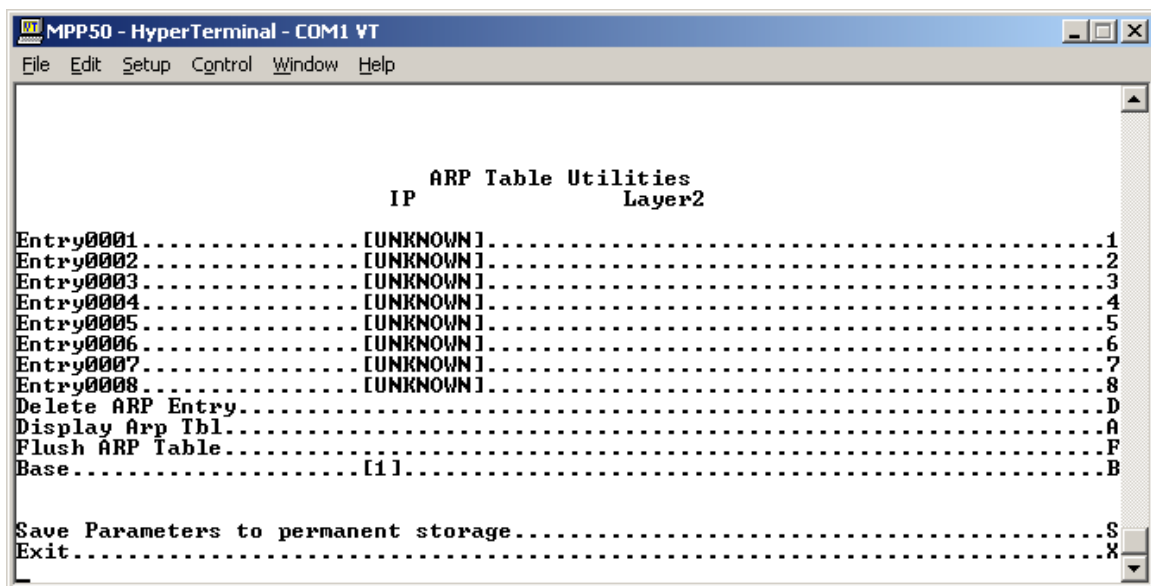 MPP50 - HyperTerminal - COM1 VT
File Edit Setup Control Window Help
ARP Table Utilities
IP Layer2
Entry0001................[UNKNOWN]..............................................1
Entry0002................[UNKNOWN]..............................................2
Entry0003................[UNKNOWN]..............................................3
Entry0004................[UNKNOWN]..............................................4
Entry0005................[UNKNOWN]..............................................5
Entry0006................[UNKNOWN]..............................................6
Entry0007................[UNKNOWN]..............................................7
Entry0008................[UNKNOWN]..............................................8
Delete ARP Entry................................................................D
Display Arp Tbl.................................................................A
Flush ARP Table.................................................................F
Base.....................[1]....................................................B
Save Parameters to permanent storage............................................S
Exit............................................................................X